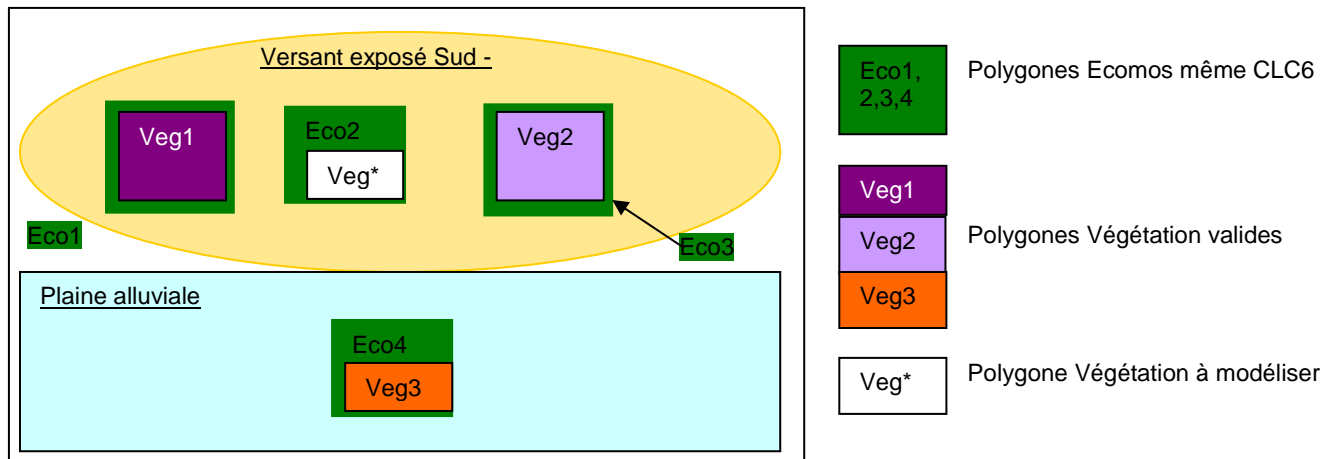 Versant exposé Sud -
Veg1
Eco2
Veg*
Veg2
Eco1
Eco3
Plaine alluviale
Eco4
Veg3
Eco1,
2,3,4
Polygones Ecomos même CLC6
Veg1
Veg2
Veg3
Polygones Végétation valides
Veg*
Polygone Végétation à modéliser